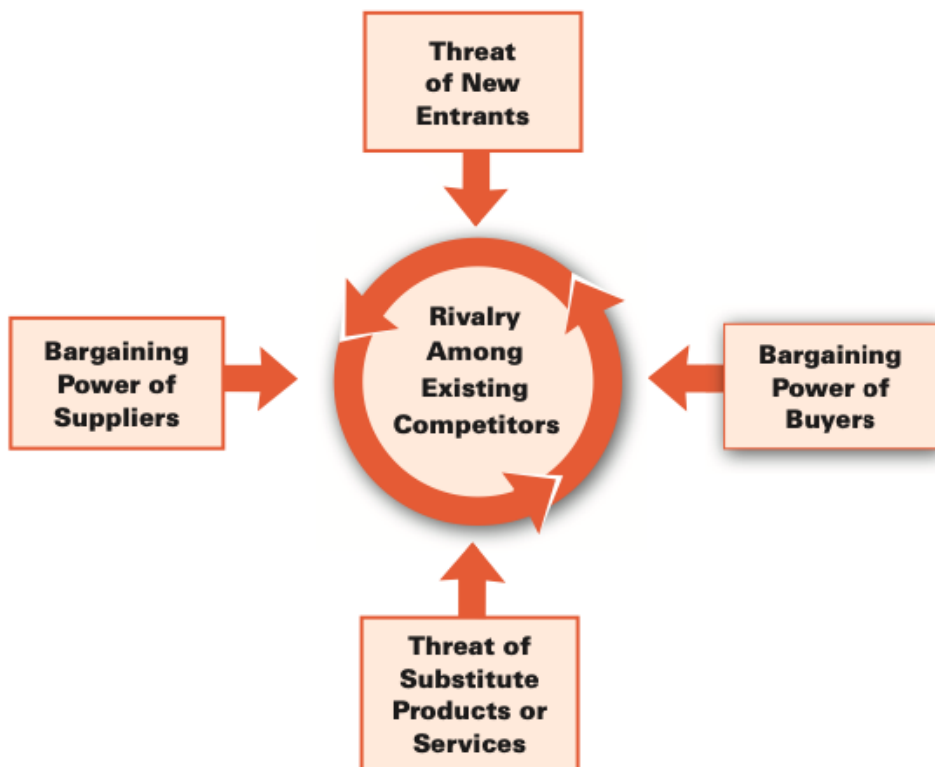 Threat
of New
Entrants
Rivalry
Among
Existing
Competitors
Bargaining
Power of
Suppliers
Bargaining
Power of
Buyers
Threat of
Substitute
Products or
Services